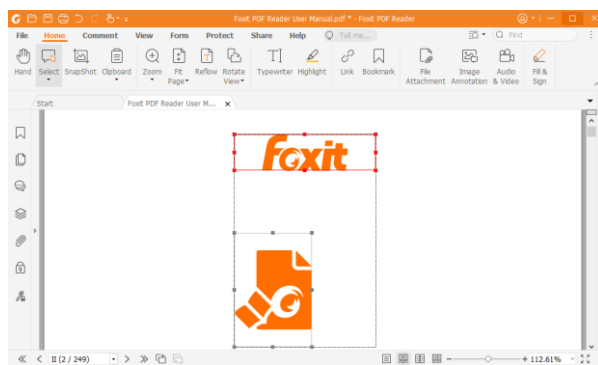 Foxit PDF Reader User Manual.pdf * - Foxit PDF Reader
File Home Comment View Form Protect Share Help Tell me... Find
Hand Select SnapShot Clipboard Zoom Fit Page Reflow Rotate View Typewriter Highlight Link Bookmark File Attachment Image Annotation Audio & Video Fill & Sign
Start Foxit PDF Reader User M...
foxit
II (2 / 249) 112.61%